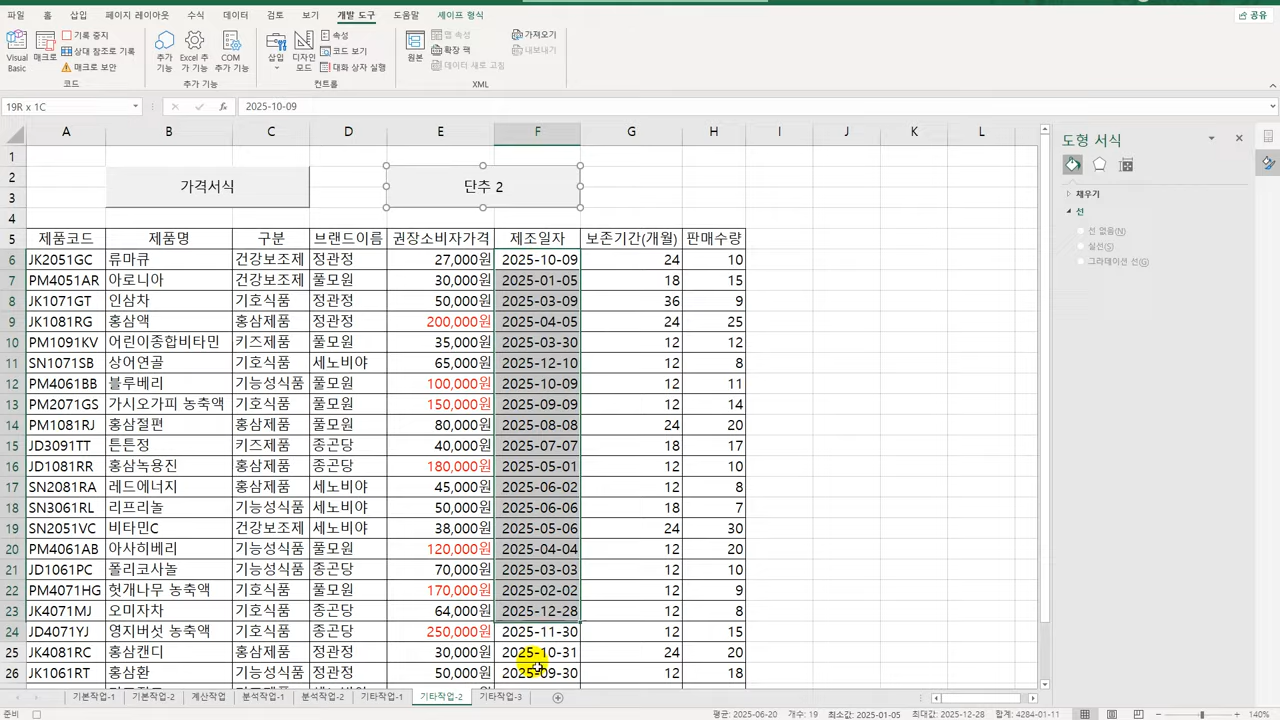 파일 홈 삽입 페이지 레이아웃 수식 데이터 검토 보기 개발 도구 도움말 셰이프 형식 공유
Visual Basic 매크로 기록 중지 상대 참조로 기록 매크로 보안
추가 기능 Excel 추가 기능 COM 추가 기능
삽입 디자인 모드 속성 코드 보기 대화 상자 실행
원본 맵 속성 확장 팩 데이터 새로 고침 가져오기 내보내기
코드 추가 기능 컨트롤 XML
19R x 1C fx 2025-10-09
A B C D E F G H I J K L
1
2
3
가격서식 단추 2
4
5 제품코드 제품명 구분 브랜드이름 권장소비자가격 제조일자 보존기간(개월) 판매수량
6 JK2051GC 류마큐 건강보조제 정관정 27,000원 2025-10-09 24 10
7 PM4051AR 아로니아 건강보조제 풀모원 30,000원 2025-01-05 18 15
8 JK1071GT 인삼차 기호식품 정관정 50,000원 2025-03-09 36 9
9 JK1081RG 홍삼액 홍삼제품 정관정 200,000원 2025-04-05 24 25
10 PM1091KV 어린이종합비타민 키즈제품 풀모원 35,000원 2025-03-30 12 12
11 SN1071SB 상어연골 기호식품 세노비야 65,000원 2025-12-10 12 8
12 PM4061BB 블루베리 기능성식품 풀모원 100,000원 2025-10-09 12 11
13 PM2071GS 가시오가피 농축액 기호식품 풀모원 150,000원 2025-09-09 12 14
14 PM1081RJ 홍삼절편 홍삼제품 풀모원 80,000원 2025-08-08 24 20
15 JD3091TT 튼튼정 키즈제품 종곤당 40,000원 2025-07-07 18 17
16 JD1081RR 홍삼녹용진 홍삼제품 종곤당 180,000원 2025-05-01 12 10
17 SN2081RA 레드에너지 홍삼제품 세노비야 45,000원 2025-06-02 12 8
18 SN3061RL 리프리놀 기능성식품 세노비야 50,000원 2025-06-06 18 7
19 SN2051VC 비타민C 건강보조제 세노비야 38,000원 2025-05-06 24 30
20 PM4061AB 아사히베리 기능성식품 풀모원 120,000원 2025-04-04 12 20
21 JD1061PC 폴리코사놀 기능성식품 종곤당 70,000원 2025-03-03 12 10
22 PM4071HG 헛개나무 농축액 기호식품 풀모원 170,000원 2025-02-02 12 9
23 JK4071MJ 오미자차 기호식품 종곤당 64,000원 2025-12-28 12 8
24 JD4071YJ 영지버섯 농축액 기호식품 종곤당 250,000원 2025-11-30 12 15
25 JK4081RC 홍삼캔디 홍삼제품 정관정 30,000원 2025-10-31 24 20
26 JK1061RT 홍삼환 기능성식품 정관정 50,000원 2025-09-30 12 18
기본작업-1 기본작업-2 계산작업 분석작업-1 분석작업-2 기타작업-1 기타작업-2 기타작업-3
평균: 2025-06-20 개수: 19 최소값: 2025-01-05 최대값: 2025-12-28 합계: 4284-01-11 140%
도형 서식
채우기
선
선 없음(N)
실선(S)
그라데이션 선(G)